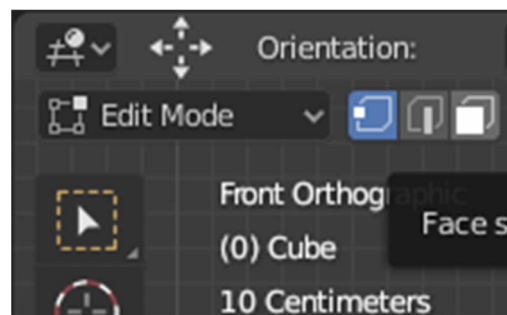 Orientation:
Edit Mode
Front Orthographic
(0) Cube
Face s
10 Centimeters